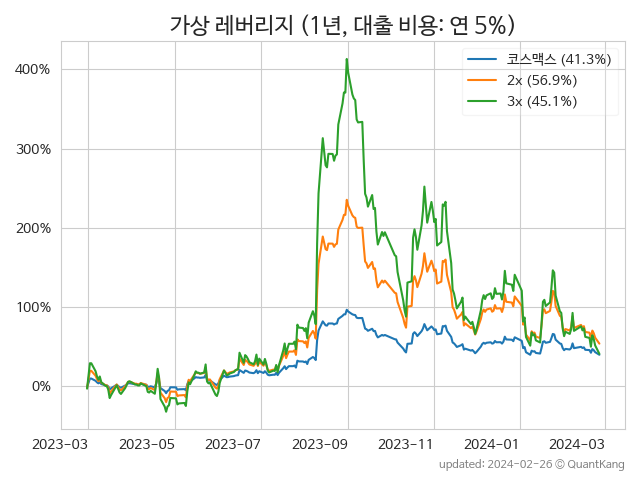 가상 레버리지 (1년, 대출 비용: 연 5%)
코스맥스 (41.3%)
2x (56.9%)
3x (45.1%)
400%
300%
200%
100%
0%
2023-03 2023-05 2023-07 2023-09 2023-11 2024-01 2024-03
updated: 2024-02-26 © QuantKang